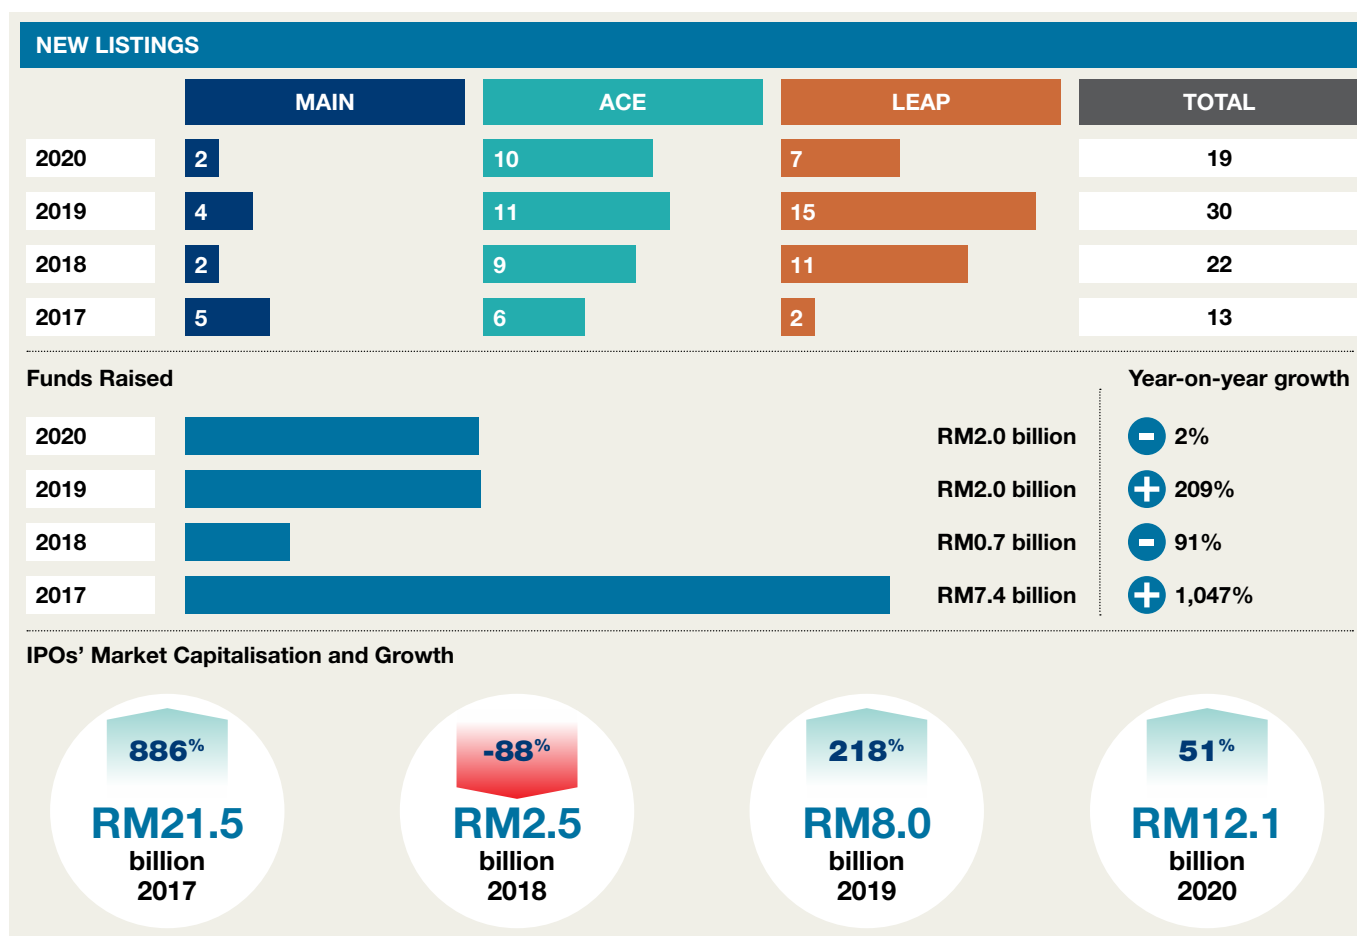 NEW LISTINGS
MAIN ACE LEAP TOTAL
2020 2 10 7 19
2019 4 11 15 30
2018 2 9 11 22
2017 5 6 2 13
Funds Raised Year-on-year growth
2020 RM2.0 billion - 2%
2019 RM2.0 billion + 209%
2018 RM0.7 billion - 91%
2017 RM7.4 billion + 1,047%
IPOs’ Market Capitalisation and Growth
886% -88% 218% 51%
RM21.5 RM2.5 RM8.0 RM12.1
billion billion billion billion
2017 2018 2019 2020